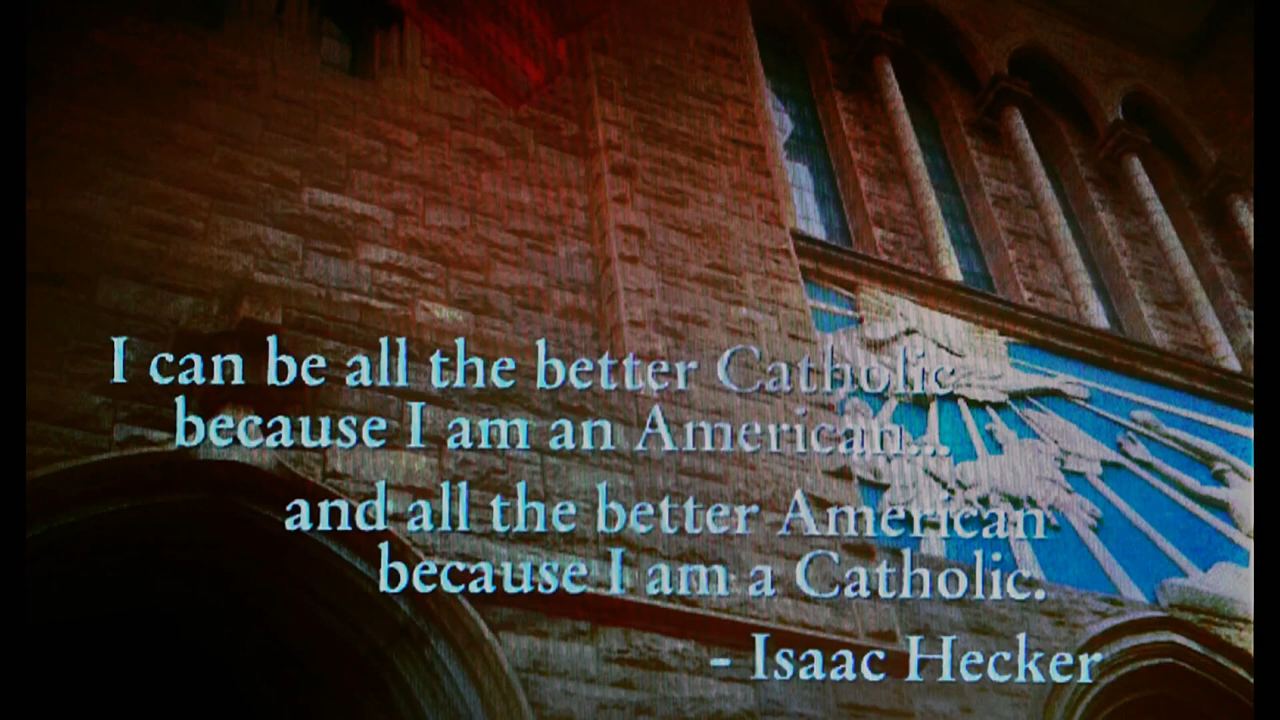 I can be all the better Catholic
because I am an American...
and all the better American
because I am a Catholic.
- Isaac Hecker